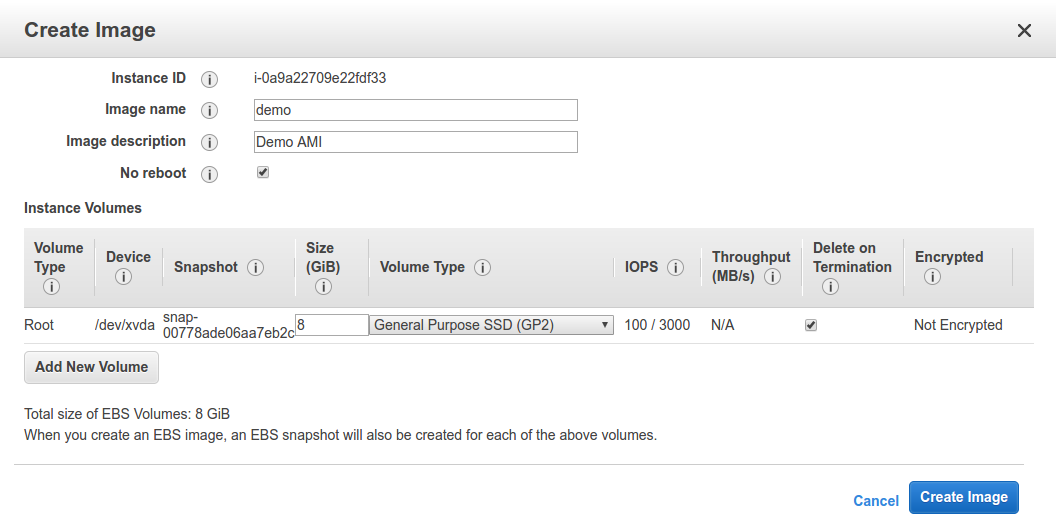 Create Image
Instance ID i-0a9a22709e22fdf33
Image name demo
Image description Demo AMI
No reboot
Instance Volumes
Volume Type Device Snapshot Size (GiB) Volume Type IOPS Throughput (MB/s) Delete on Termination Encrypted
Root /dev/xvda snap-00778ade06aa7eb2c 8 General Purpose SSD (GP2) 100 / 3000 N/A Not Encrypted
Add New Volume
Total size of EBS Volumes: 8 GiB
When you create an EBS image, an EBS snapshot will also be created for each of the above volumes.
Cancel Create Image